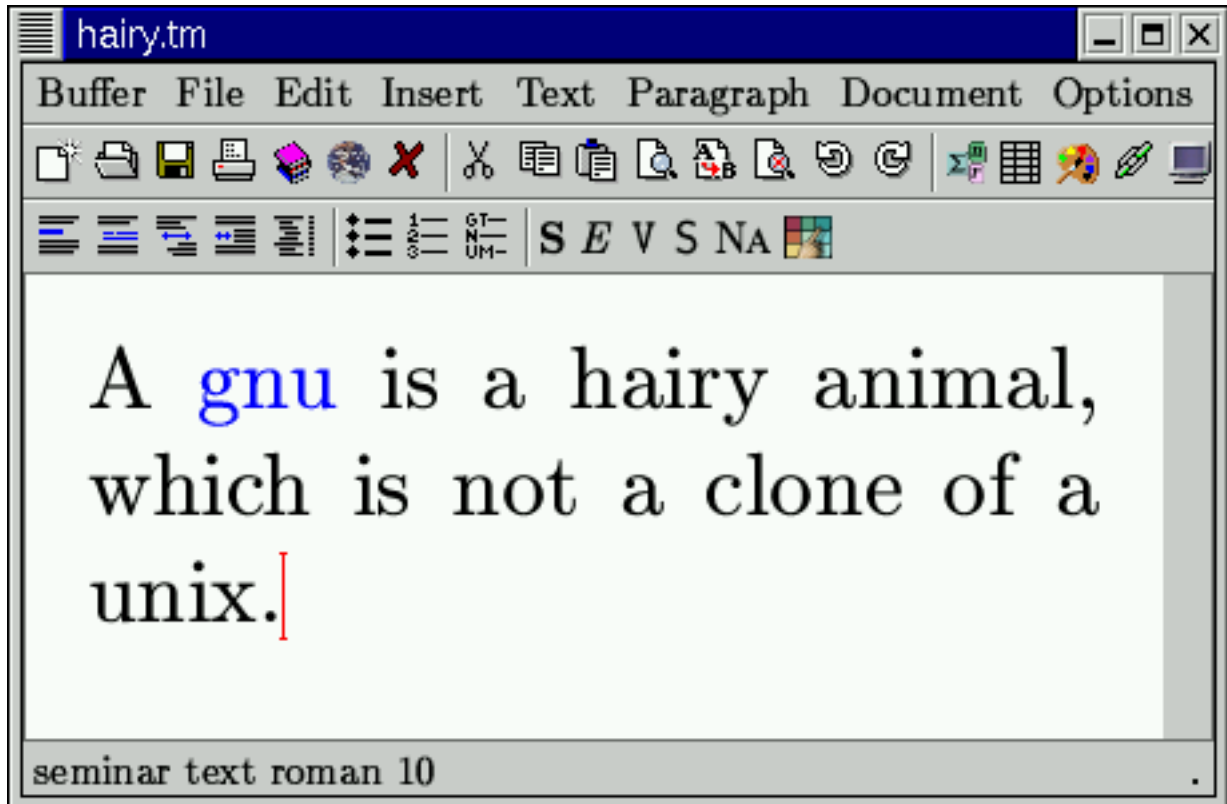 hairy.tm
Buffer File Edit Insert Text Paragraph Document Options
S E V S NA
A gnu is a hairy animal,
which is not a clone of a
unix.
seminar text roman 10 .